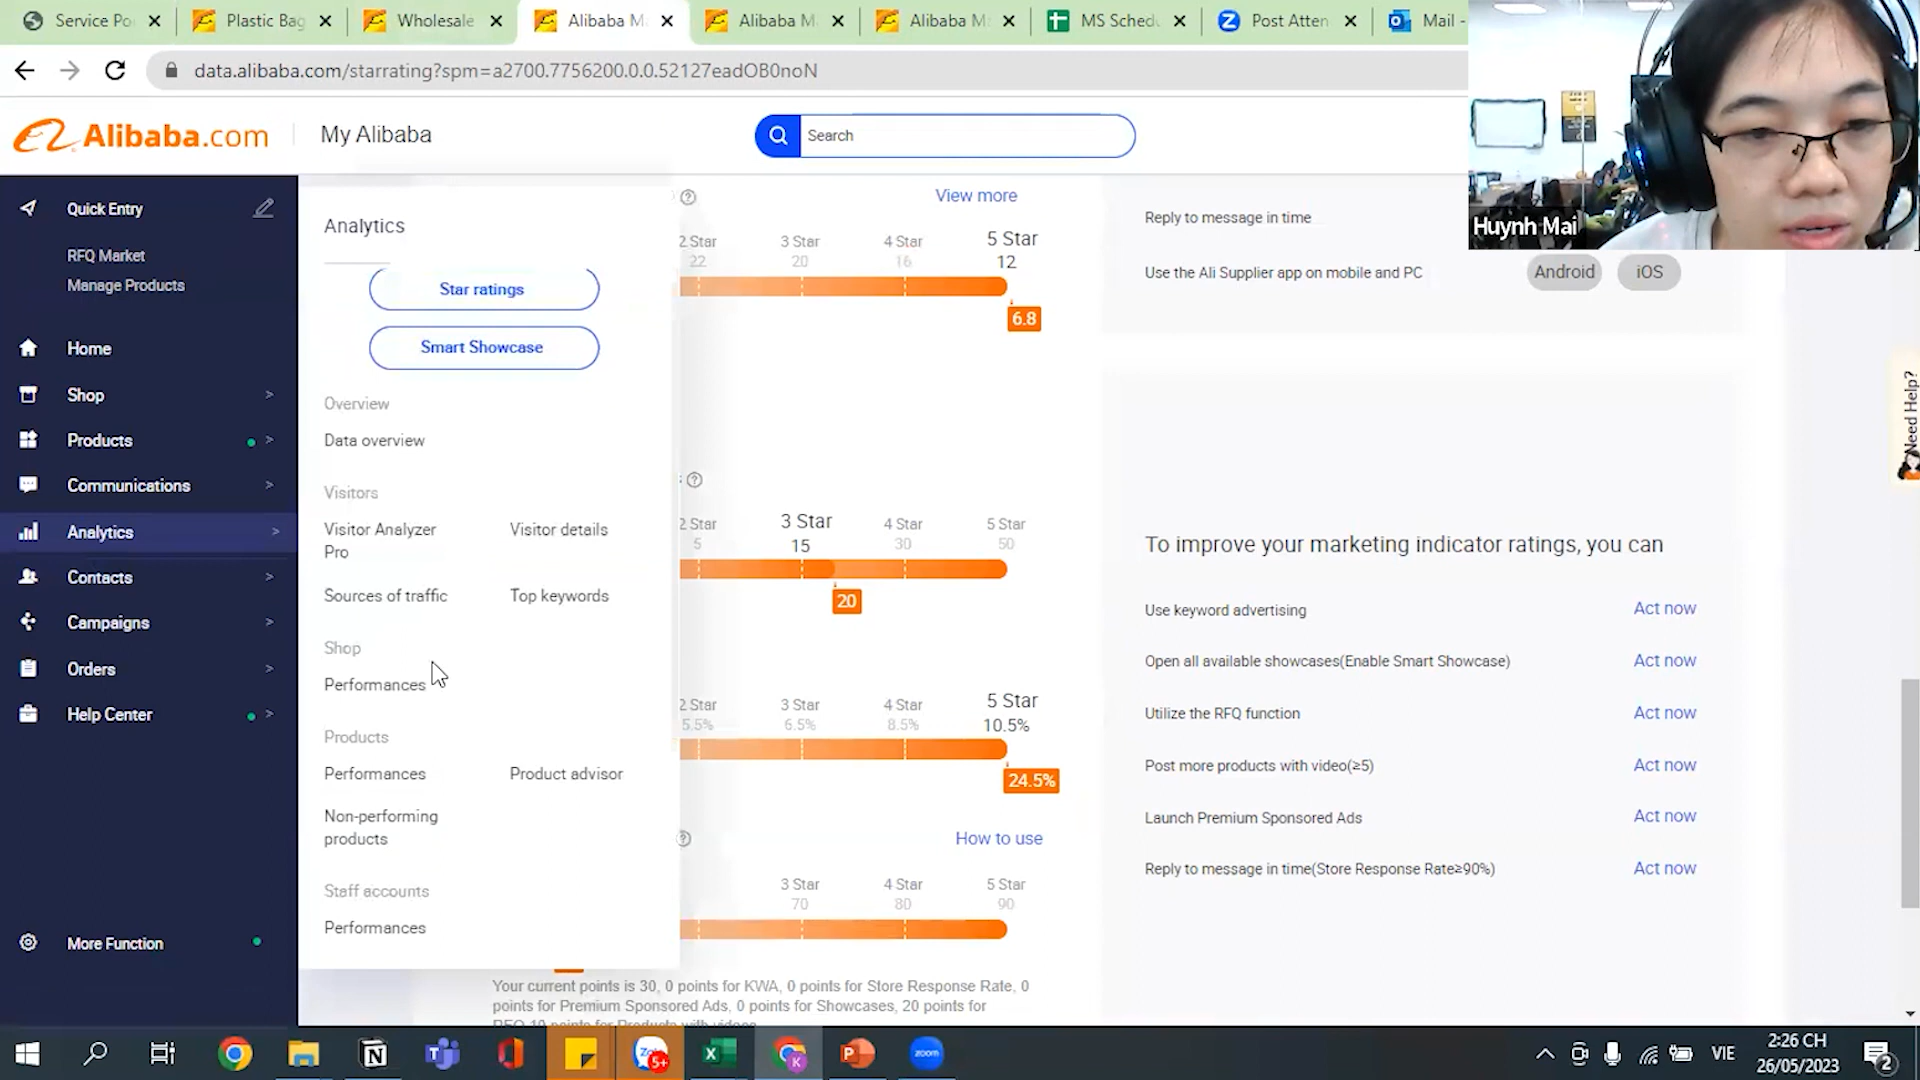 Service Po
Plastic Bag
Wholesale
Alibaba M
Alibaba M
Alibaba M
MS Sched
Post Atten
Mail -
data.alibaba.com/starrating?spm=a2700.7756200.0.0.52127eadOB0noN
Alibaba.com
My Alibaba
Search
Huynh Mai
Quick Entry
RFQ Market
Manage Products
Home
Shop
Products
Communications
Analytics
Contacts
Campaigns
Orders
Help Center
More Function
Analytics
Star ratings
Smart Showcase
Overview
Data overview
Visitors
Visitor Analyzer Pro
Visitor details
Sources of traffic
Top keywords
Shop
Performances
Products
Performances
Product advisor
Non-performing products
Staff accounts
Performances
View more
2 Star 3 Star 4 Star 5 Star
22 20 16 12
6.8
2 Star 3 Star 4 Star 5 Star
5 15 30 50
20
2 Star 3 Star 4 Star 5 Star
5.5% 6.5% 8.5% 10.5%
24.5%
How to use
3 Star 4 Star 5 Star
70 80 90
Your current points is 30, 0 points for KWA, 0 points for Store Response Rate, 0
points for Premium Sponsored Ads, 0 points for Showcases, 20 points for
Reply to message in time
Use the Ali Supplier app on mobile and PC
Android
iOS
To improve your marketing indicator ratings, you can
Use keyword advertising Act now
Open all available showcases(Enable Smart Showcase) Act now
Utilize the RFQ function Act now
Post more products with video(≥5) Act now
Launch Premium Sponsored Ads Act now
Reply to message in time(Store Response Rate≥90%) Act now
Need Help?
zoom
5+
VIE
2:26 CH
26/05/2023
2